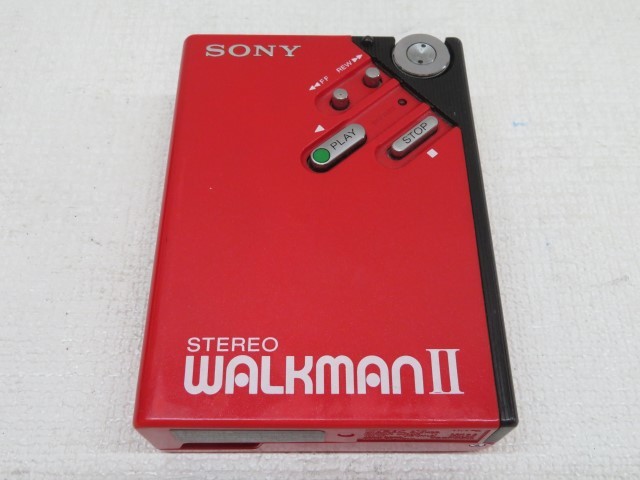 SONY
◀◀FF
REW▶▶
PLAY
STOP
STEREO
WALKMAN II